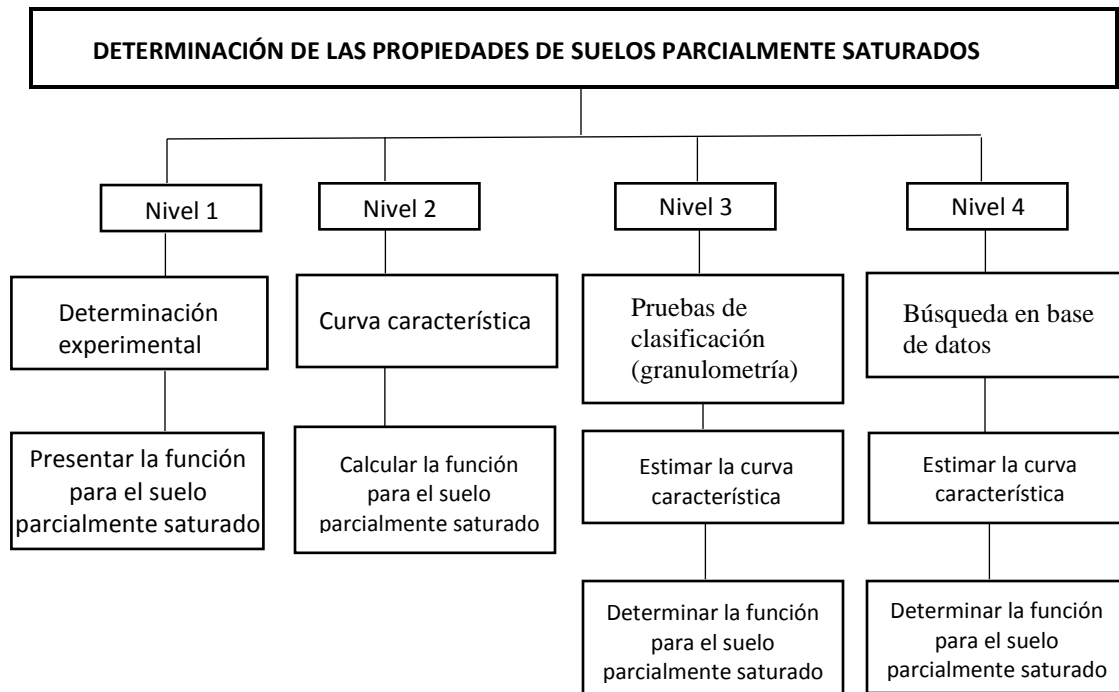 DETERMINACIÓN DE LAS PROPIEDADES DE SUELOS PARCIALMENTE SATURADOS
Nivel 1
Determinación
experimental
Presentar la función
para el suelo
parcialmente saturado
Nivel 2
Curva característica
Calcular la función
para el suelo
parcialmente saturado
Nivel 3
Pruebas de
clasificación
(granulometría)
Estimar la curva
característica
Determinar la función
para el suelo
parcialmente saturado
Nivel 4
Búsqueda en base
de datos
Estimar la curva
característica
Determinar la función
para el suelo
parcialmente saturado